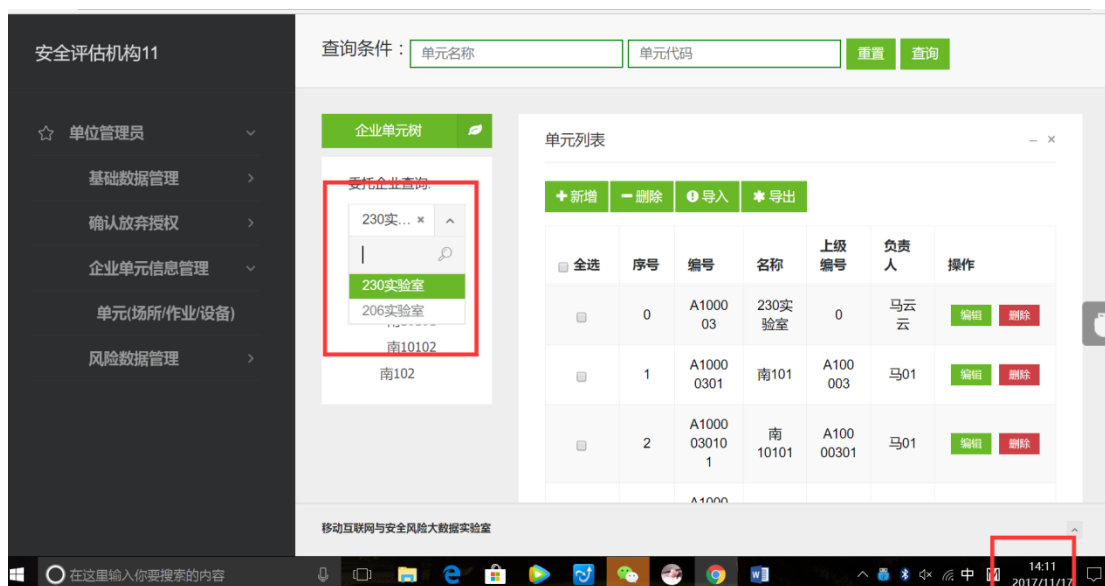 安全评估机构11
查询条件：
单元名称
单元代码
重置
查询
单位管理员
基础数据管理
确认放弃授权
企业单元信息管理
单元(场所/作业/设备)
风险数据管理
企业单元树
委托企业查询:
230实... ×
230实验室
206实验室
南10102
南102
单元列表
新增
删除
导入
导出
全选 序号 编号 名称 上级编号 负责人 操作
0 A100003 230实验室 0 马云云 编辑 删除
1 A10000301 南101 A100003 马01 编辑 删除
2 A1000030101 南10101 A10000301 马01 编辑 删除
A1000
移动互联网与安全风险大数据实验室
在这里输入你要搜索的内容
中
14:11
2017/11/17